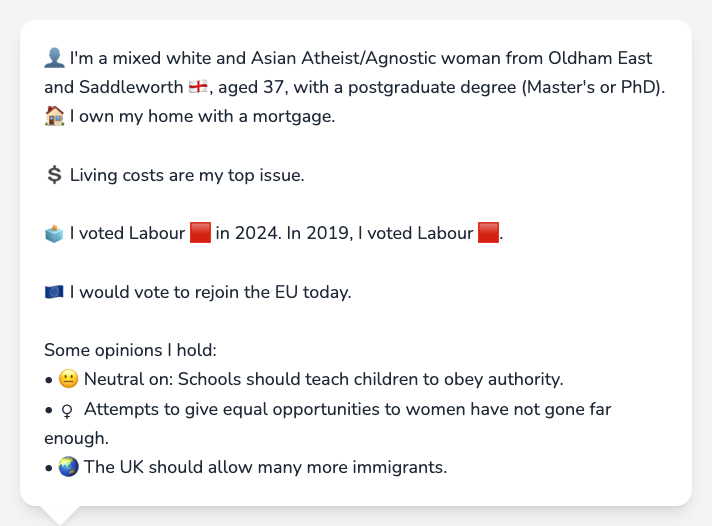 👤 I'm a mixed white and Asian Atheist/Agnostic woman from Oldham East
and Saddleworth 🏴󠁧󠁢󠁥󠁮󠁧󠁿, aged 37, with a postgraduate degree (Master's or PhD).
🏠 I own my home with a mortgage.
💲 Living costs are my top issue.
🗳️ I voted Labour 🟥 in 2024. In 2019, I voted Labour 🟥.
🇪🇺 I would vote to rejoin the EU today.
Some opinions I hold:
• 😐 Neutral on: Schools should teach children to obey authority.
• ♀ Attempts to give equal opportunities to women have not gone far
enough.
• 🌏 The UK should allow many more immigrants.